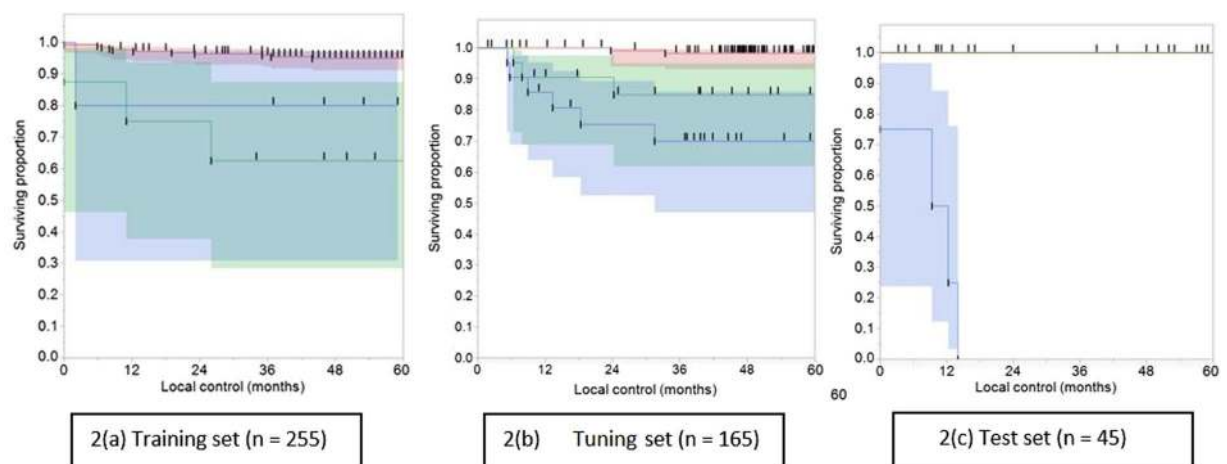 1.0
0.9
0.8
0.7
0.6
0.5
0.4
0.3
0.2
0.1
0.0
Surviving proportion
0 12 24 36 48 60
Local control (months)
2(a) Training set (n = 255)
1.0
0.9
0.8
0.7
0.6
0.5
0.4
0.3
0.2
0.1
0.0
Surviving proportion
0 12 24 36 48 60
Local control (months)
60
2(b) Tuning set (n = 165)
1.0
0.9
0.8
0.7
0.6
0.5
0.4
0.3
0.2
0.1
0.0
Surviving proportion
0 12 24 36 48 60
Local control (months)
2(c) Test set (n = 45)